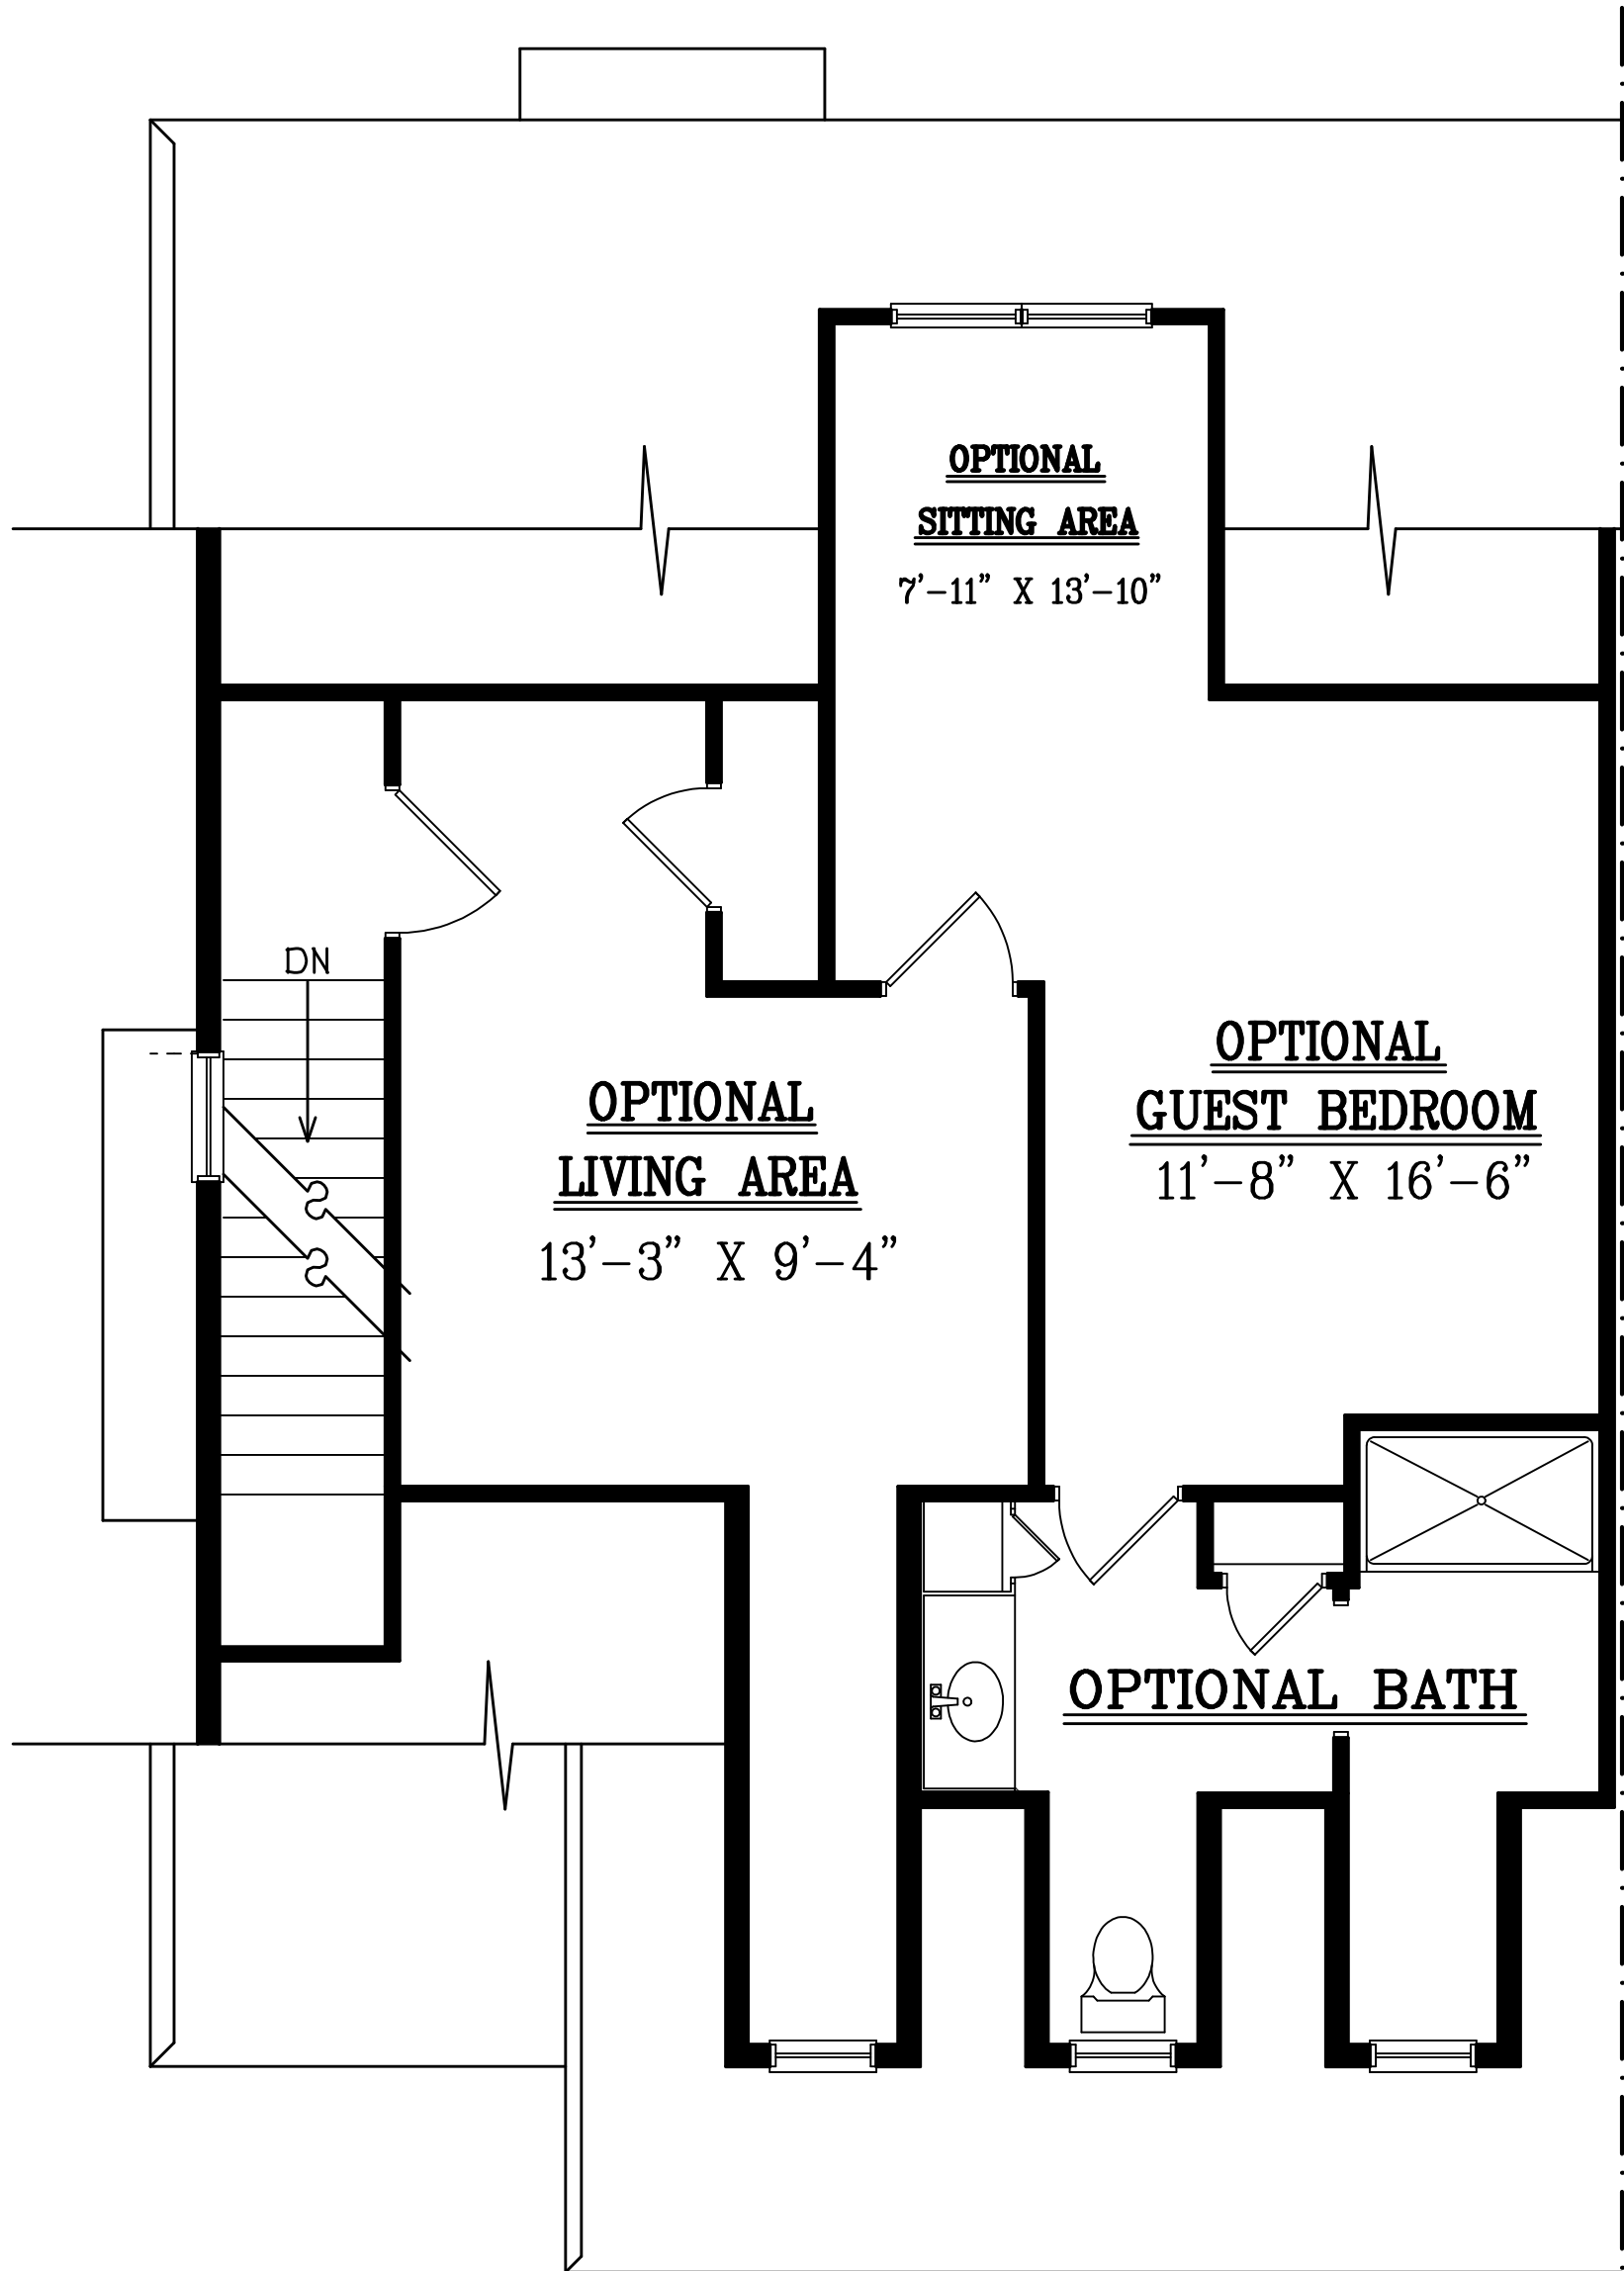 OPTIONAL
SITTING AREA
7'-11" X 13'-10"
DN
OPTIONAL
LIVING AREA
13'-3" X 9'-4"
OPTIONAL
GUEST BEDROOM
11'-8" X 16'-6"
OPTIONAL BATH